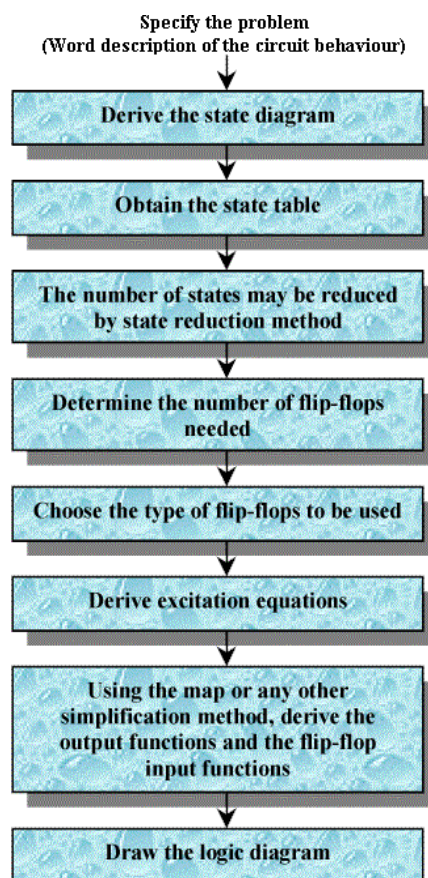 Specify the problem
(Word description of the circuit behaviour)
Derive the state diagram
Obtain the state table
The number of states may be reduced
by state reduction method
Determine the number of flip-flops
needed
Choose the type of flip-flops to be used
Derive excitation equations
Using the map or any other
simplification method, derive the
output functions and the flip-flop
input functions
Draw the logic diagram